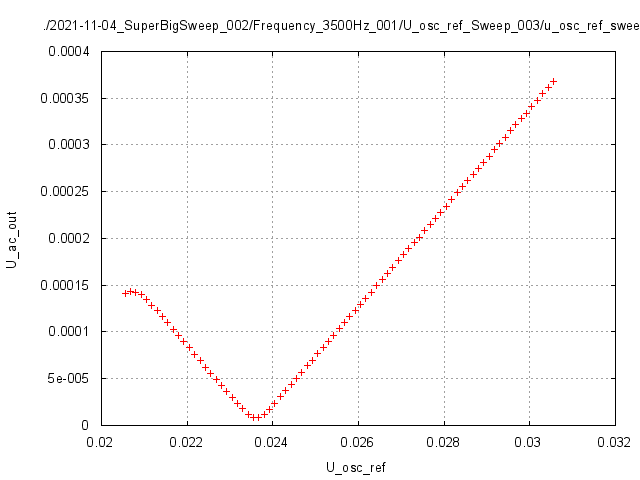 ./2021-11-04_SuperBigSweep_002/Frequency_3500Hz_001/U_osc_ref_Sweep_003/u_osc_ref_swee
0.0004
0.00035
0.0003
0.00025
0.0002
0.00015
0.0001
5e-005
0
U_ac_out
0.02 0.022 0.024 0.026 0.028 0.03 0.032
U_osc_ref